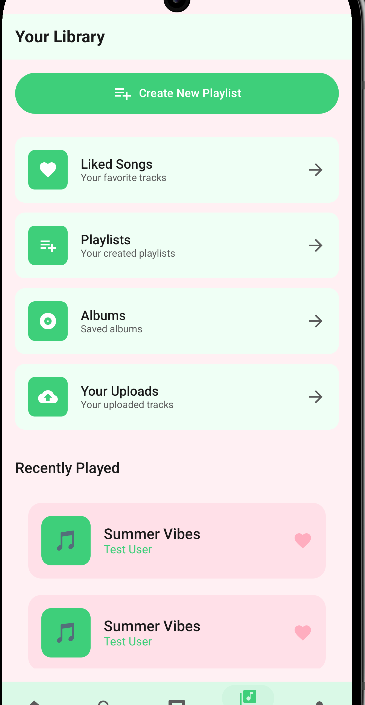 Your Library
Create New Playlist
Liked Songs
Your favorite tracks
Playlists
Your created playlists
Albums
Saved albums
Your Uploads
Your uploaded tracks
Recently Played
Summer Vibes
Test User
Summer Vibes
Test User